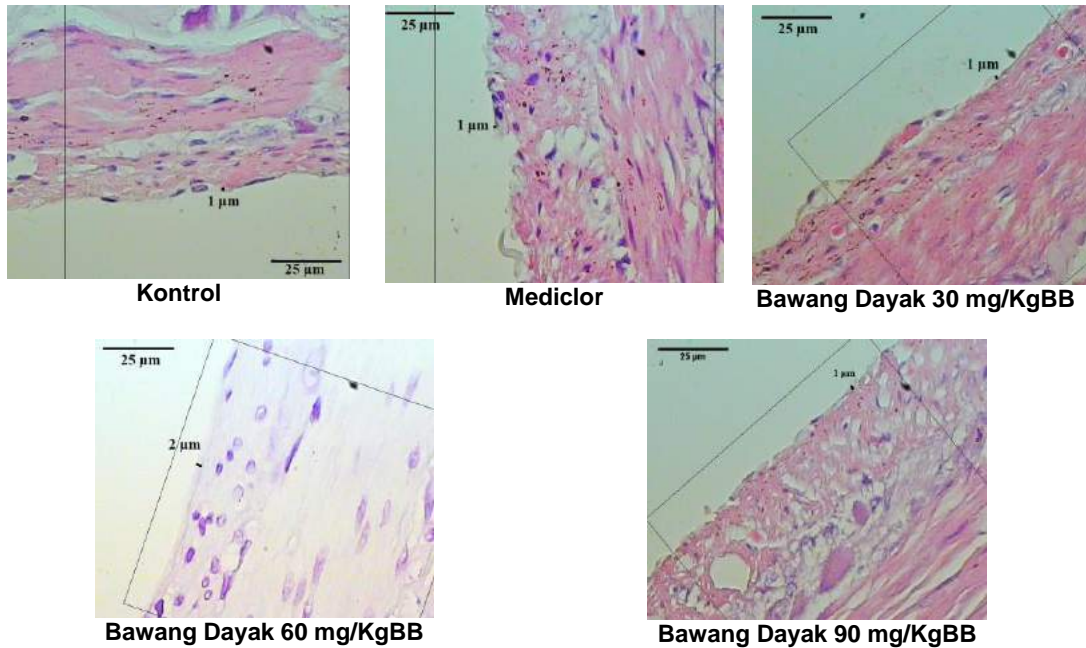 1 µm
25 µm
Kontrol
25 µm
1 µm
Mediclor
25 µm
1 µm
Bawang Dayak 30 mg/KgBB
25 µm
2 µm
Bawang Dayak 60 mg/KgBB
25 µm
1 µm
Bawang Dayak 90 mg/KgBB